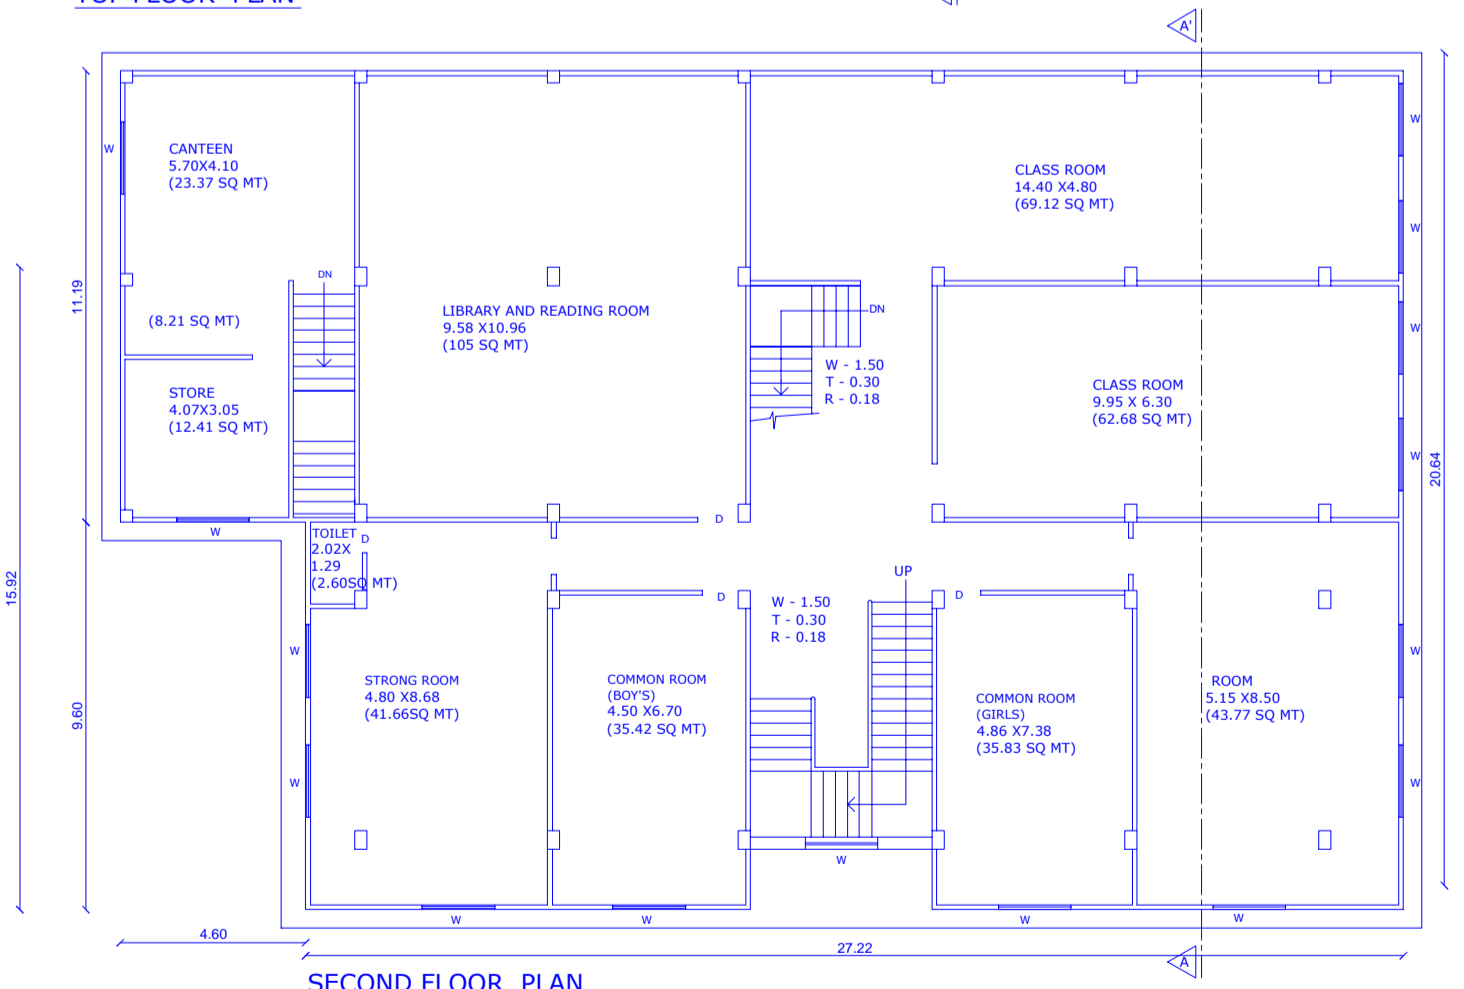 TOP FLOOR PLAN
A'
W
CANTEEN
5.70X4.10
(23.37 SQ MT)
CLASS ROOM
14.40 X4.80
(69.12 SQ MT)
W
W
DN
11.19
(8.21 SQ MT)
LIBRARY AND READING ROOM
9.58 X10.96
(105 SQ MT)
DN
W - 1.50
T - 0.30
R - 0.18
W
STORE
4.07X3.05
(12.41 SQ MT)
CLASS ROOM
9.95 X 6.30
(62.68 SQ MT)
W
20.64
W
D
TOILET
D
2.02X
1.29
(2.60SQ MT)
15.92
UP
D
D
W - 1.50
T - 0.30
R - 0.18
W
W
STRONG ROOM
4.80 X8.68
(41.66SQ MT)
COMMON ROOM
(BOY'S)
4.50 X6.70
(35.42 SQ MT)
COMMON ROOM
(GIRLS)
4.86 X7.38
(35.83 SQ MT)
ROOM
5.15 X8.50
(43.77 SQ MT)
9.60
W
W
W
W
W
W
W
4.60
27.22
A
SECOND FLOOR PLAN